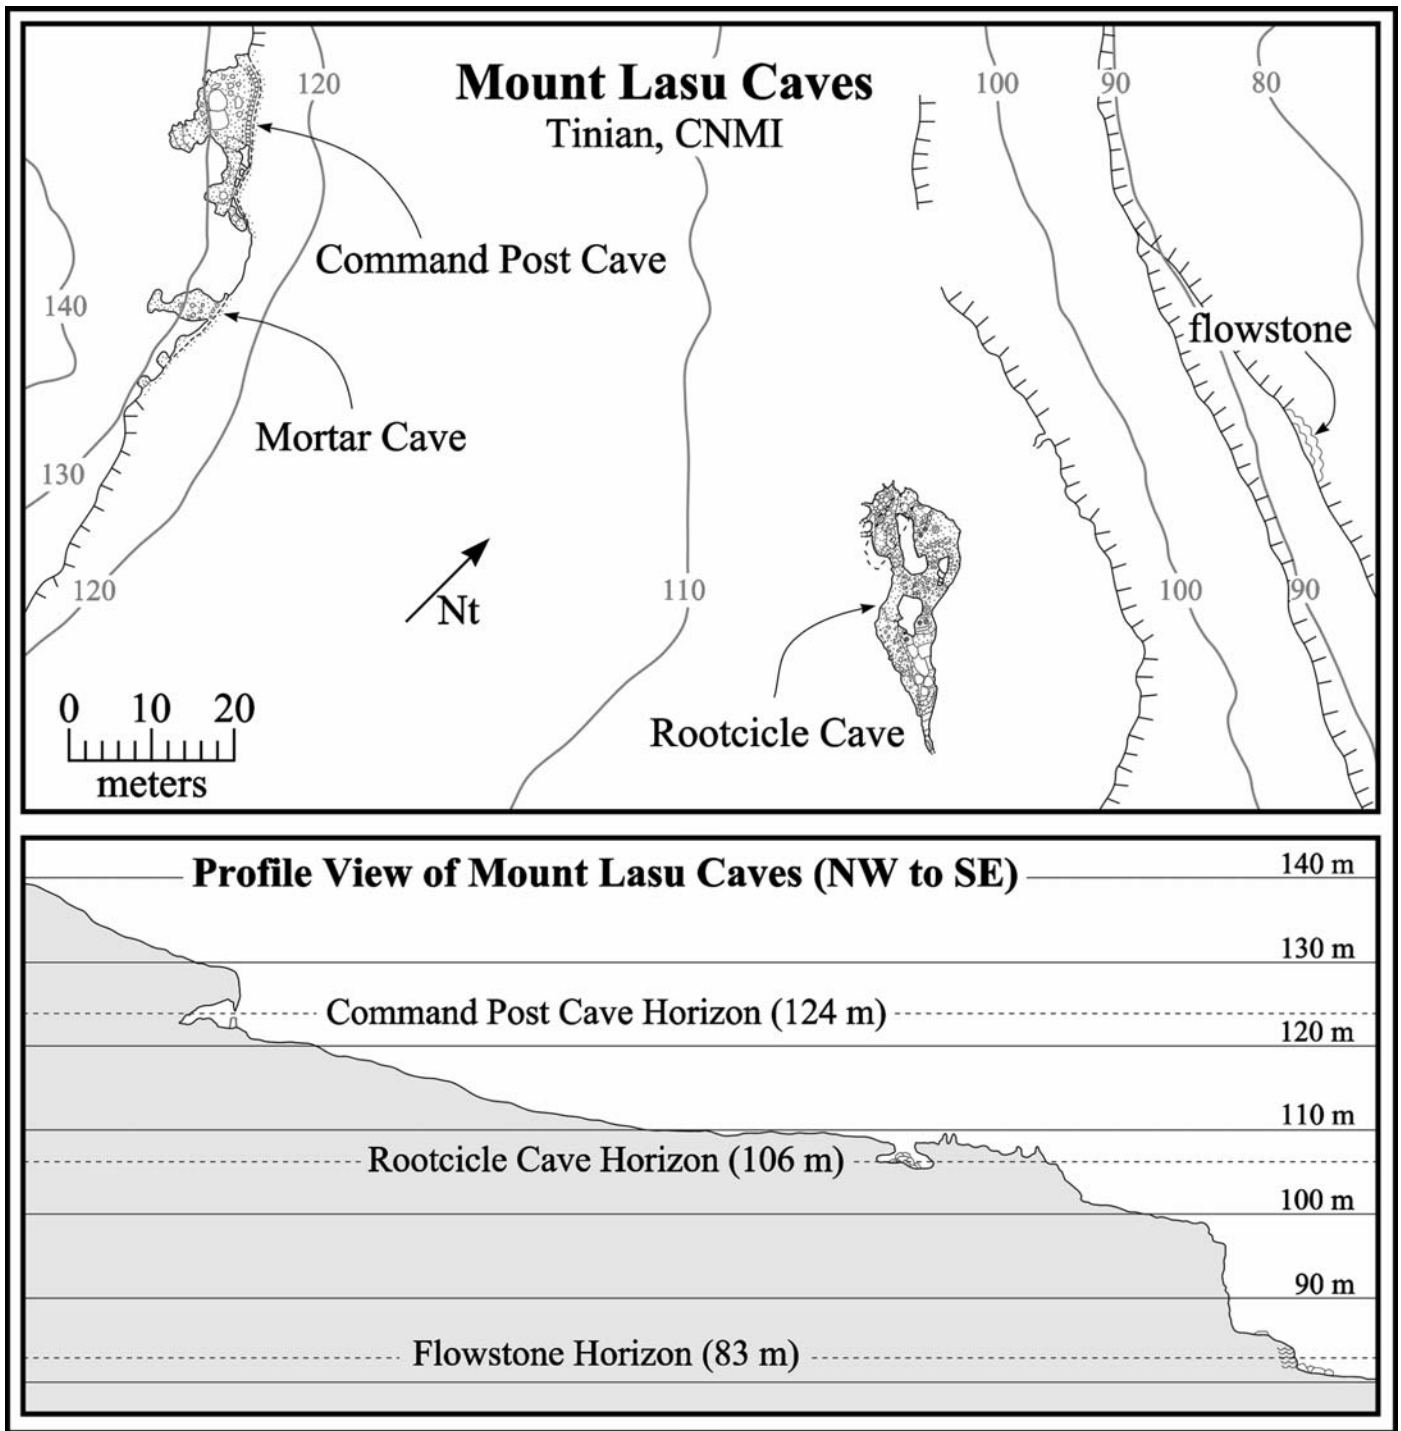 Mount Lasu Caves
Tinian, CNMI
120
100
90
80
Command Post Cave
140
flowstone
Mortar Cave
130
120
Nt
110
100
90
0 10 20
meters
Rootcicle Cave
Profile View of Mount Lasu Caves (NW to SE)
140 m
130 m
Command Post Cave Horizon (124 m)
120 m
110 m
Rootcicle Cave Horizon (106 m)
100 m
90 m
Flowstone Horizon (83 m)